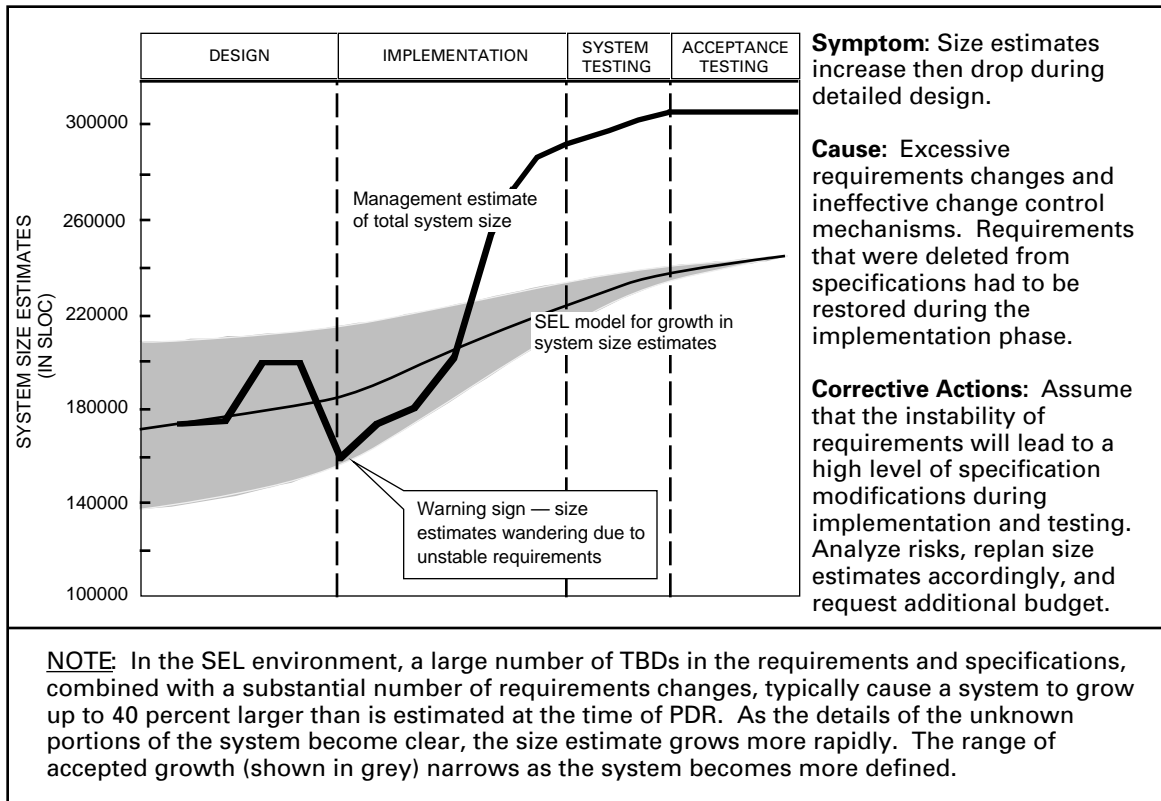 DESIGN
IMPLEMENTATION
SYSTEM
TESTING
ACCEPTANCE
TESTING
SYSTEM SIZE ESTIMATES
(IN SLOC)
300000
260000
220000
180000
140000
100000
Management estimate
of total system size
SEL model for growth in
system size estimates
Warning sign — size
estimates wandering due to
unstable requirements
Symptom: Size estimates
increase then drop during
detailed design.
Cause: Excessive
requirements changes and
ineffective change control
mechanisms. Requirements
that were deleted from
specifications had to be
restored during the
implementation phase.
Corrective Actions: Assume
that the instability of
requirements will lead to a
high level of specification
modifications during
implementation and testing.
Analyze risks, replan size
estimates accordingly, and
request additional budget.
NOTE: In the SEL environment, a large number of TBDs in the requirements and specifications,
combined with a substantial number of requirements changes, typically cause a system to grow
up to 40 percent larger than is estimated at the time of PDR. As the details of the unknown
portions of the system become clear, the size estimate grows more rapidly. The range of
accepted growth (shown in grey) narrows as the system becomes more defined.